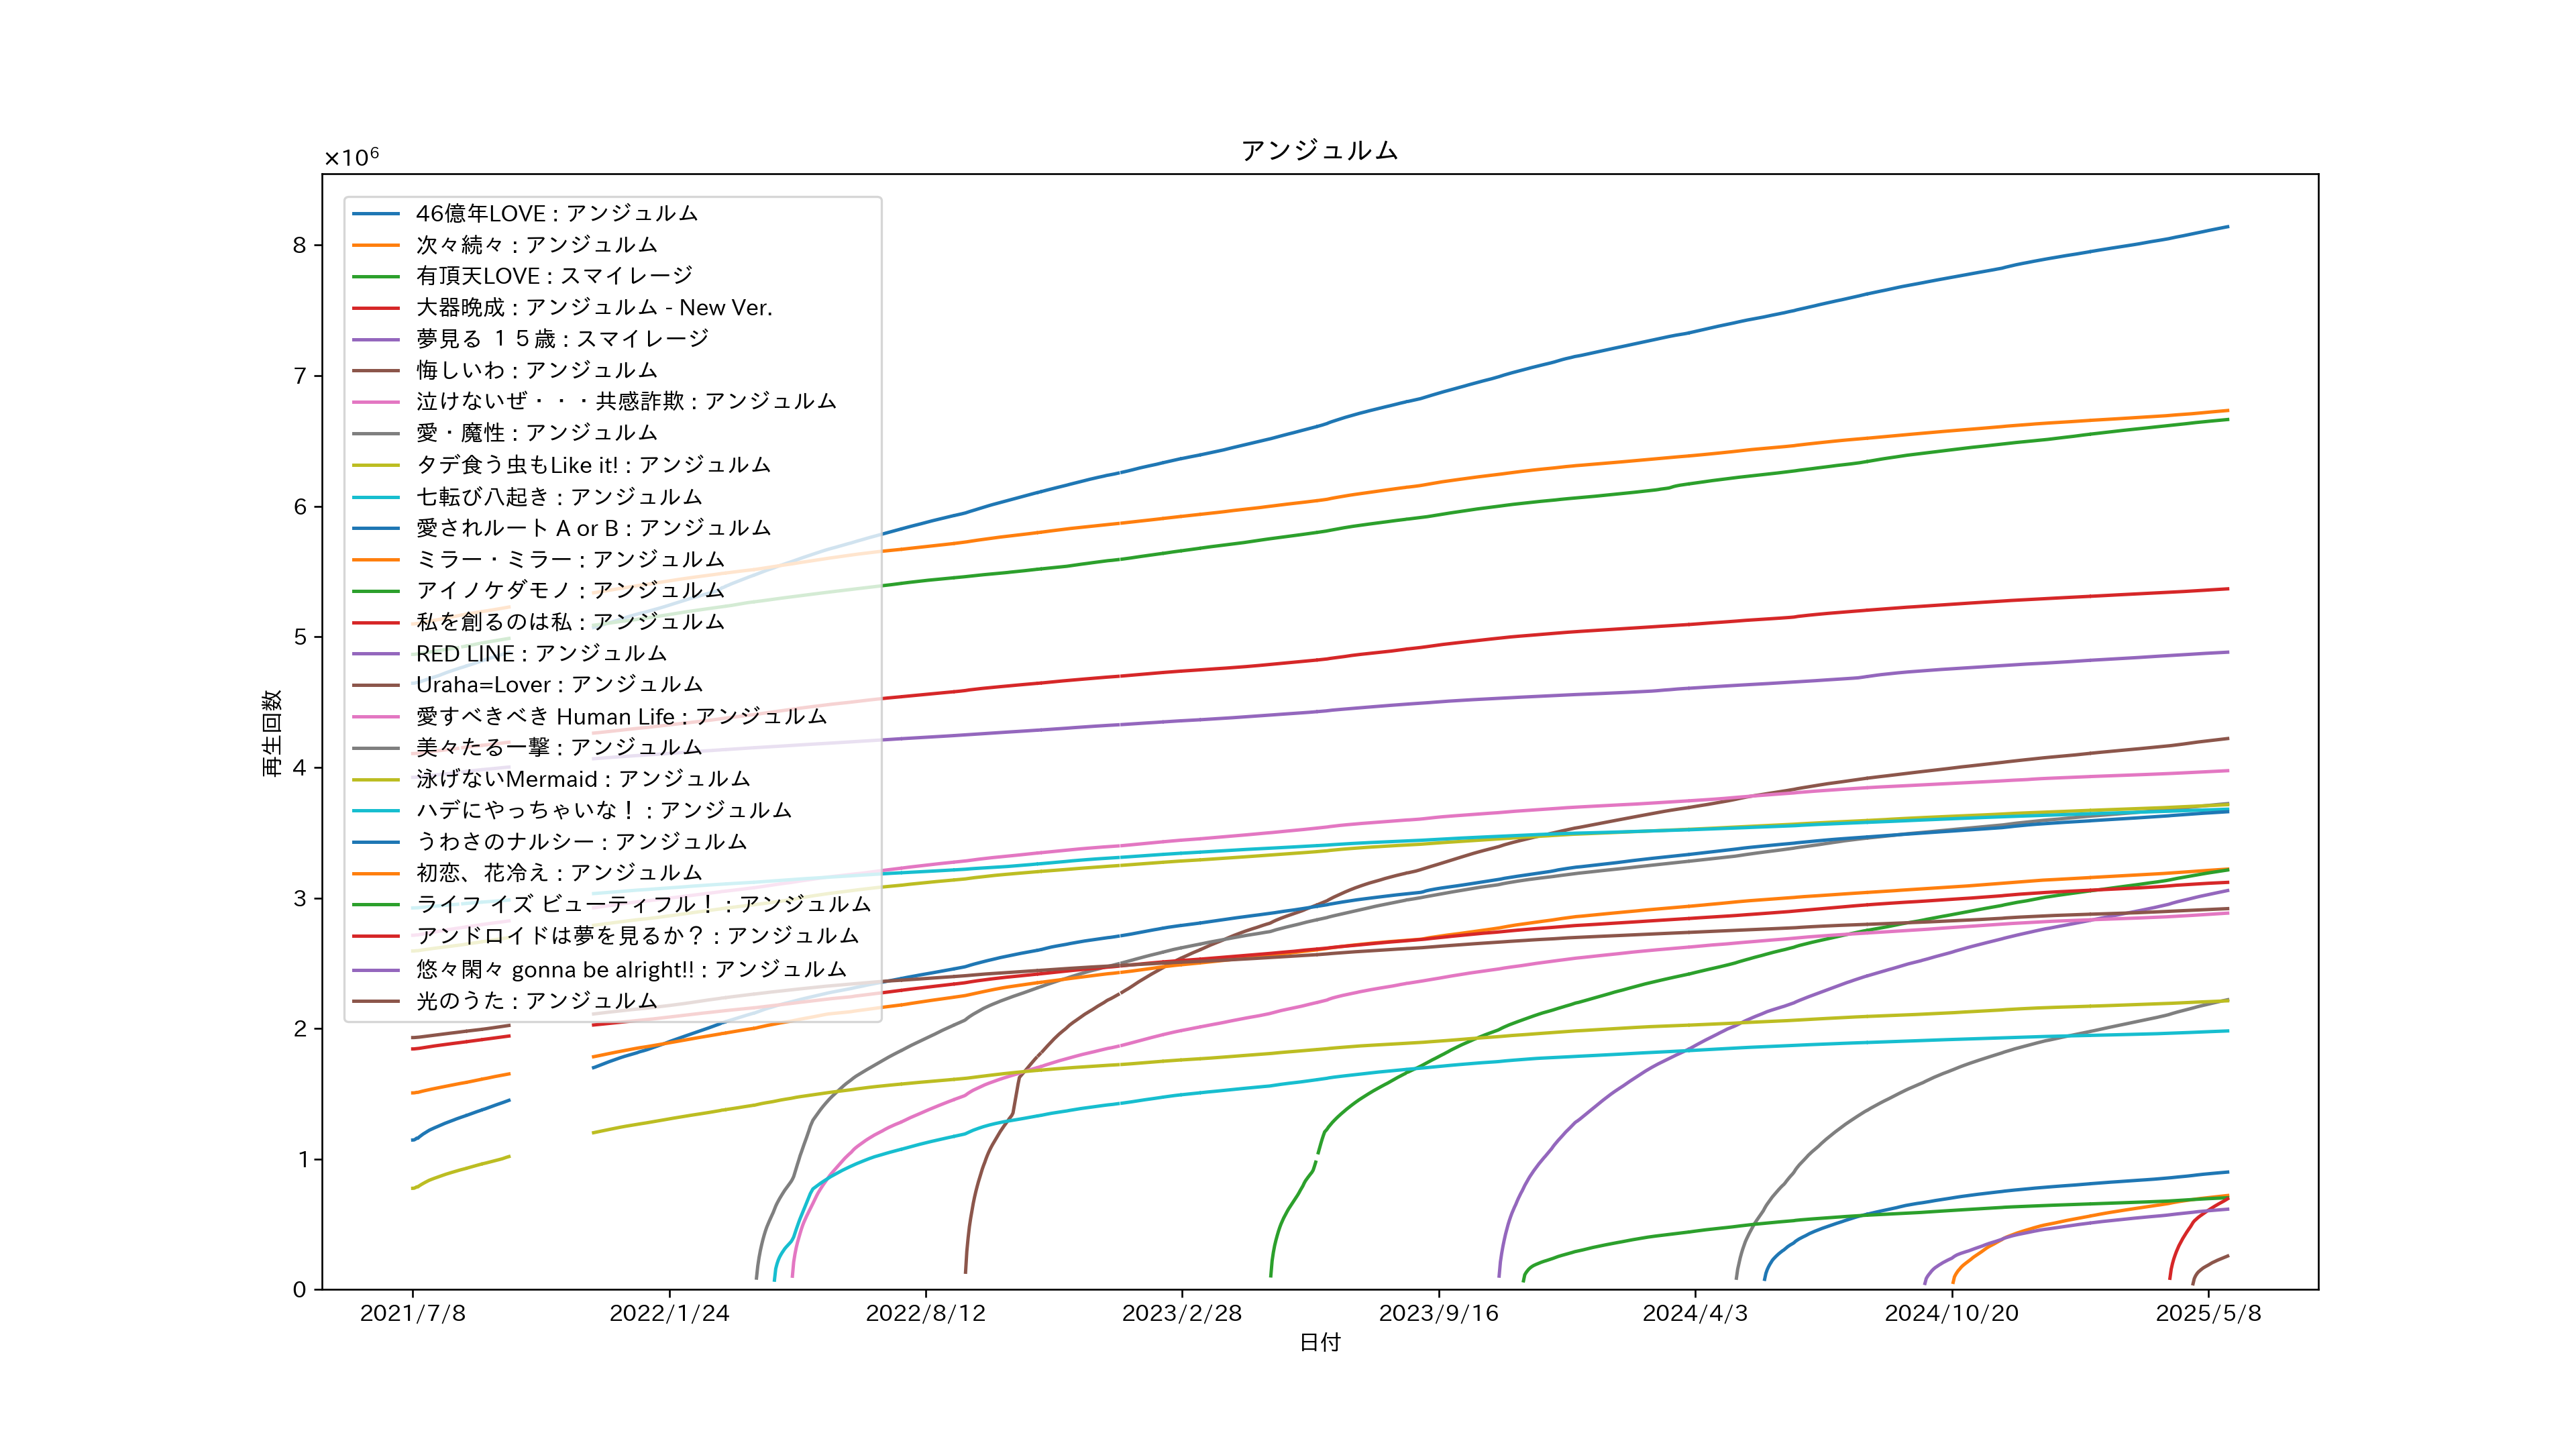 アンジュルム
×10⁶
46億年LOVE : アンジュルム
次々続々 : アンジュルム
有頂天LOVE : スマイレージ
大器晩成 : アンジュルム - New Ver.
夢見る １５歳 : スマイレージ
悔しいわ : アンジュルム
泣けないぜ・・・共感詐欺 : アンジュルム
愛・魔性 : アンジュルム
タデ食う虫もLike it! : アンジュルム
七転び八起き : アンジュルム
愛されルート A or B : アンジュルム
ミラー・ミラー : アンジュルム
アイノケダモノ : アンジュルム
私を創るのは私 : アンジュルム
RED LINE : アンジュルム
Uraha=Lover : アンジュルム
愛すべきべき Human Life : アンジュルム
美々たる一撃 : アンジュルム
泳げないMermaid : アンジュルム
ハデにやっちゃいな！ : アンジュルム
うわさのナルシー : アンジュルム
初恋、花冷え : アンジュルム
ライフ イズ ビューティフル！ : アンジュルム
アンドロイドは夢を見るか？ : アンジュルム
悠々閑々 gonna be alright!! : アンジュルム
光のうた : アンジュルム
再生回数
8
7
6
5
4
3
2
1
0
2021/7/8
2022/1/24
2022/8/12
2023/2/28
2023/9/16
2024/4/3
2024/10/20
2025/5/8
日付